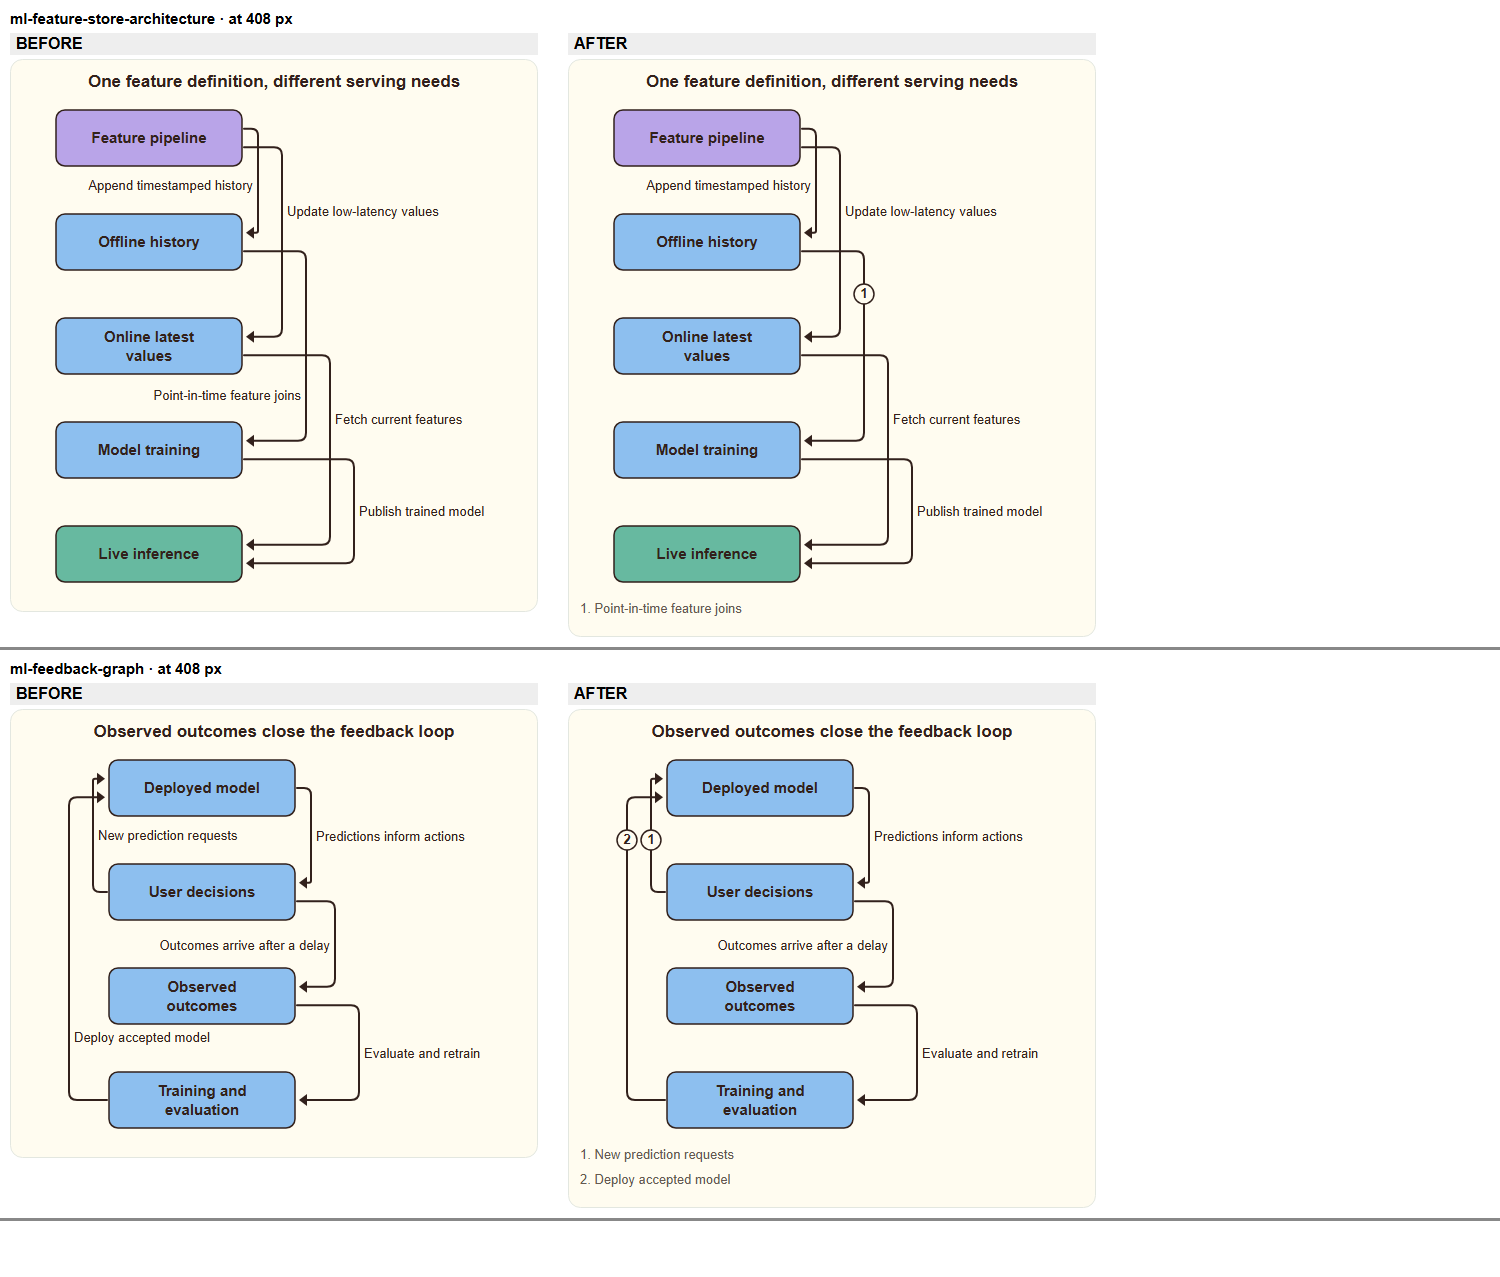 ml-feature-store-architecture · at 408 px
BEFORE
One feature definition, different serving needs
Feature pipeline
Append timestamped history
Update low-latency values
Offline history
Online latest
values
Point-in-time feature joins
Fetch current features
Model training
Publish trained model
Live inference
AFTER
One feature definition, different serving needs
Feature pipeline
Append timestamped history
Update low-latency values
Offline history
1
Online latest
values
Fetch current features
Model training
Publish trained model
Live inference
1. Point-in-time feature joins
ml-feedback-graph · at 408 px
BEFORE
Observed outcomes close the feedback loop
Deployed model
New prediction requests
Predictions inform actions
User decisions
Outcomes arrive after a delay
Observed
outcomes
Deploy accepted model
Evaluate and retrain
Training and
evaluation
AFTER
Observed outcomes close the feedback loop
Deployed model
2
1
Predictions inform actions
User decisions
Outcomes arrive after a delay
Observed
outcomes
Evaluate and retrain
Training and
evaluation
1. New prediction requests
2. Deploy accepted model